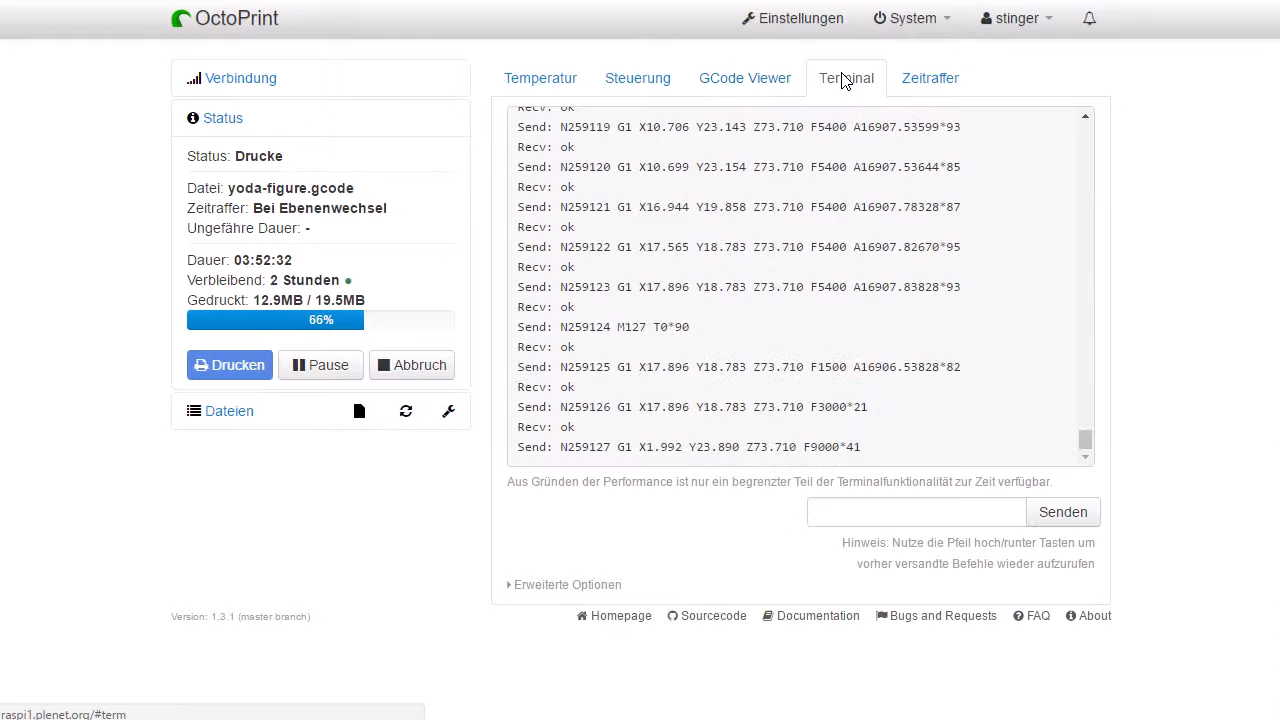 OctoPrint
Einstellungen
System
stinger
Verbindung
Status
Status: Drucke
Datei: yoda-figure.gcode
Zeitraffer: Bei Ebenenwechsel
Ungefähre Dauer: -
Dauer: 03:52:32
Verbleibend: 2 Stunden
Gedruckt: 12.9MB / 19.5MB
66%
Drucken
Pause
Abbruch
Dateien
Temperatur
Steuerung
GCode Viewer
Terminal
Zeitraffer
Recv: ok
Send: N259119 G1 X10.706 Y23.143 Z73.710 F5400 A16907.53599*93
Recv: ok
Send: N259120 G1 X10.699 Y23.154 Z73.710 F5400 A16907.53644*85
Recv: ok
Send: N259121 G1 X16.944 Y19.858 Z73.710 F5400 A16907.78328*87
Recv: ok
Send: N259122 G1 X17.565 Y18.783 Z73.710 F5400 A16907.82670*95
Recv: ok
Send: N259123 G1 X17.896 Y18.783 Z73.710 F5400 A16907.83828*93
Recv: ok
Send: N259124 M127 T0*90
Recv: ok
Send: N259125 G1 X17.896 Y18.783 Z73.710 F1500 A16906.53828*82
Recv: ok
Send: N259126 G1 X17.896 Y18.783 Z73.710 F3000*21
Recv: ok
Send: N259127 G1 X1.992 Y23.890 Z73.710 F9000*41
Aus Gründen der Performance ist nur ein begrenzter Teil der Terminalfunktionalität zur Zeit verfügbar.
Senden
Hinweis: Nutze die Pfeil hoch/runter Tasten um
vorher versandte Befehle wieder aufzurufen
Erweiterte Optionen
Version: 1.3.1 (master branch)
Homepage
Sourcecode
Documentation
Bugs and Requests
FAQ
About
raspi1.plenet.org/#term